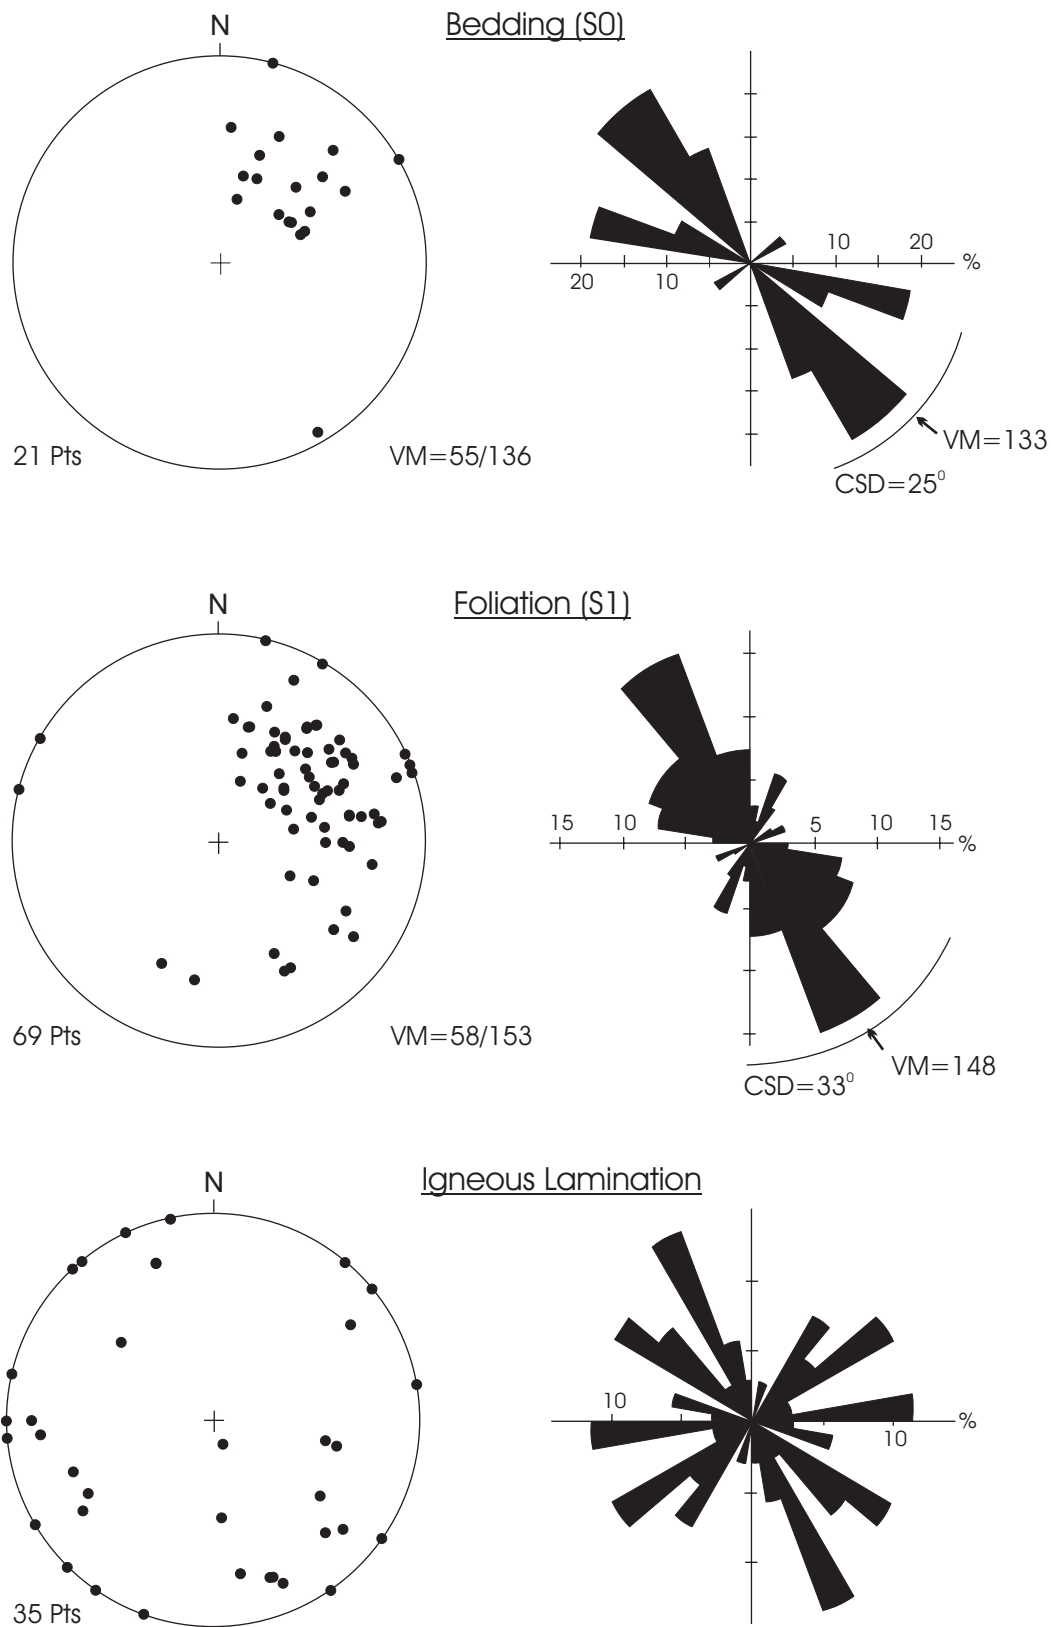 Bedding (S0)
N
10 20
%
20 10
21 Pts
VM=55/136
VM=133
CSD=25⁰
Foliation (S1)
N
15 10 5 10 15
%
69 Pts
VM=58/153
VM=148
CSD=33⁰
Igneous Lamination
N
10
%
10
35 Pts